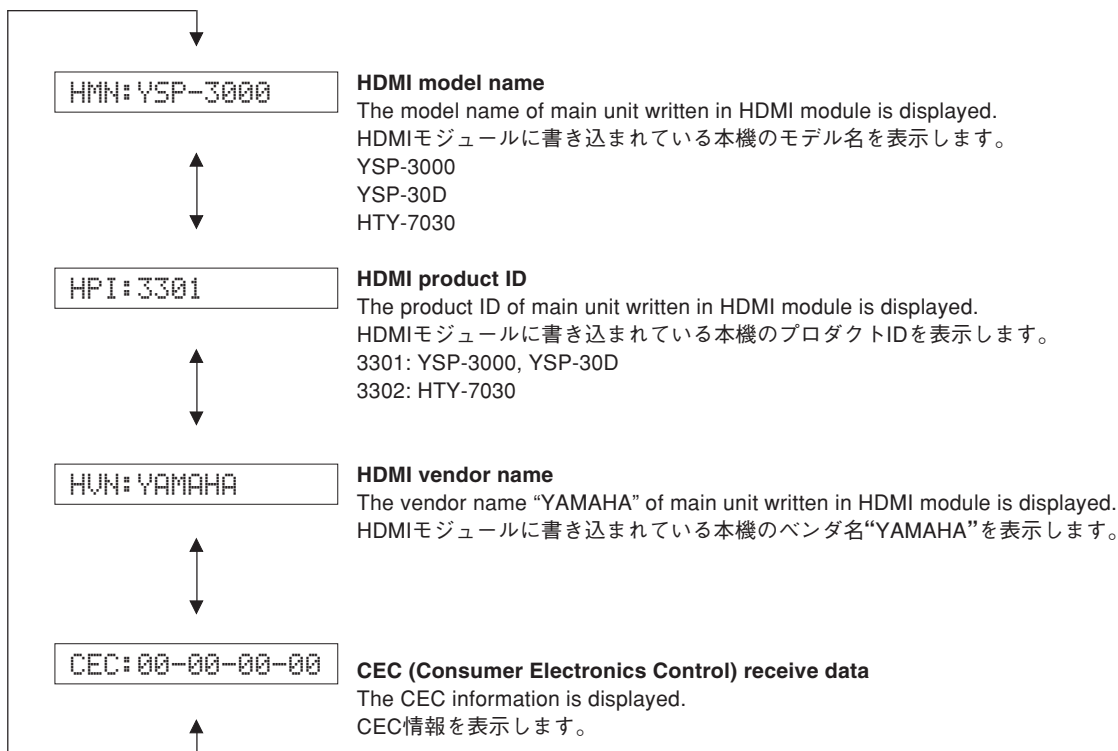 HMN:YSP-3000
HDMI model name
The model name of main unit written in HDMI module is displayed.
HDMIモジュールに書き込まれている本機のモデル名を表示します。
YSP-3000
YSP-30D
HTY-7030
HPI:3301
HDMI product ID
The product ID of main unit written in HDMI module is displayed.
HDMIモジュールに書き込まれている本機のプロダクトIDを表示します。
3301: YSP-3000, YSP-30D
3302: HTY-7030
HVN:YAMAHA
HDMI vendor name
The vendor name “YAMAHA” of main unit written in HDMI module is displayed.
HDMIモジュールに書き込まれている本機のベンダ名“YAMAHA”を表示します。
CEC:00-00-00-00
CEC (Consumer Electronics Control) receive data
The CEC information is displayed.
CEC情報を表示します。